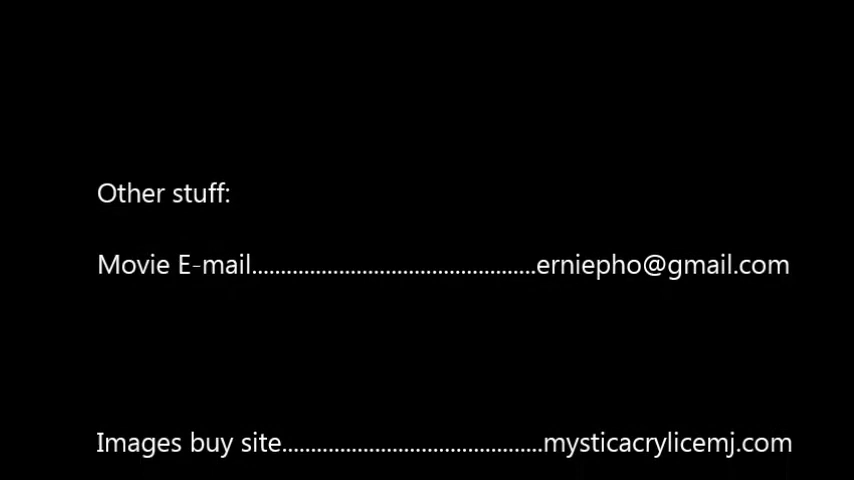 Other stuff:
Movie E-mail.................................................erniepho@gmail.com
Images buy site.............................................mysticacrylicemj.com